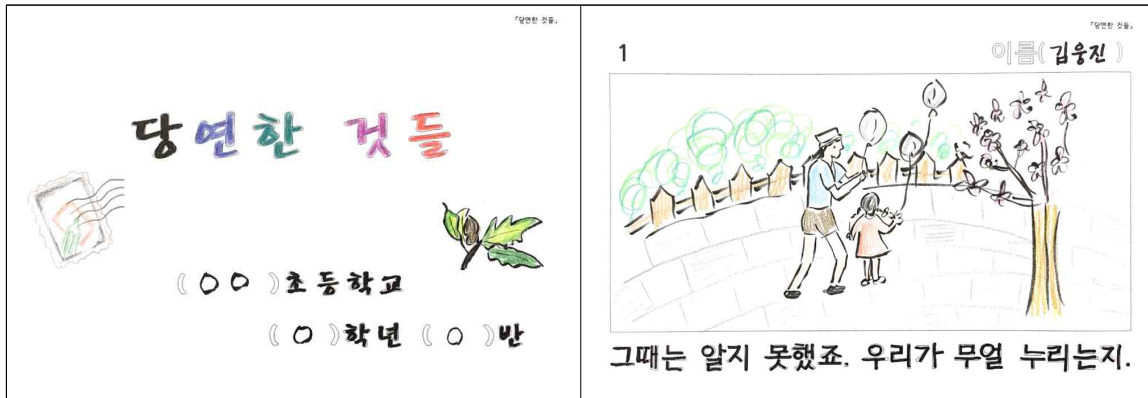 「당연한 것들」
당연한 것들
( ○○ )초등학교
( ○ )학년 ( ○ )반
「당연한 것들」
1
이름( 김웅진 )
그때는 알지 못했죠. 우리가 무얼 누리는지.